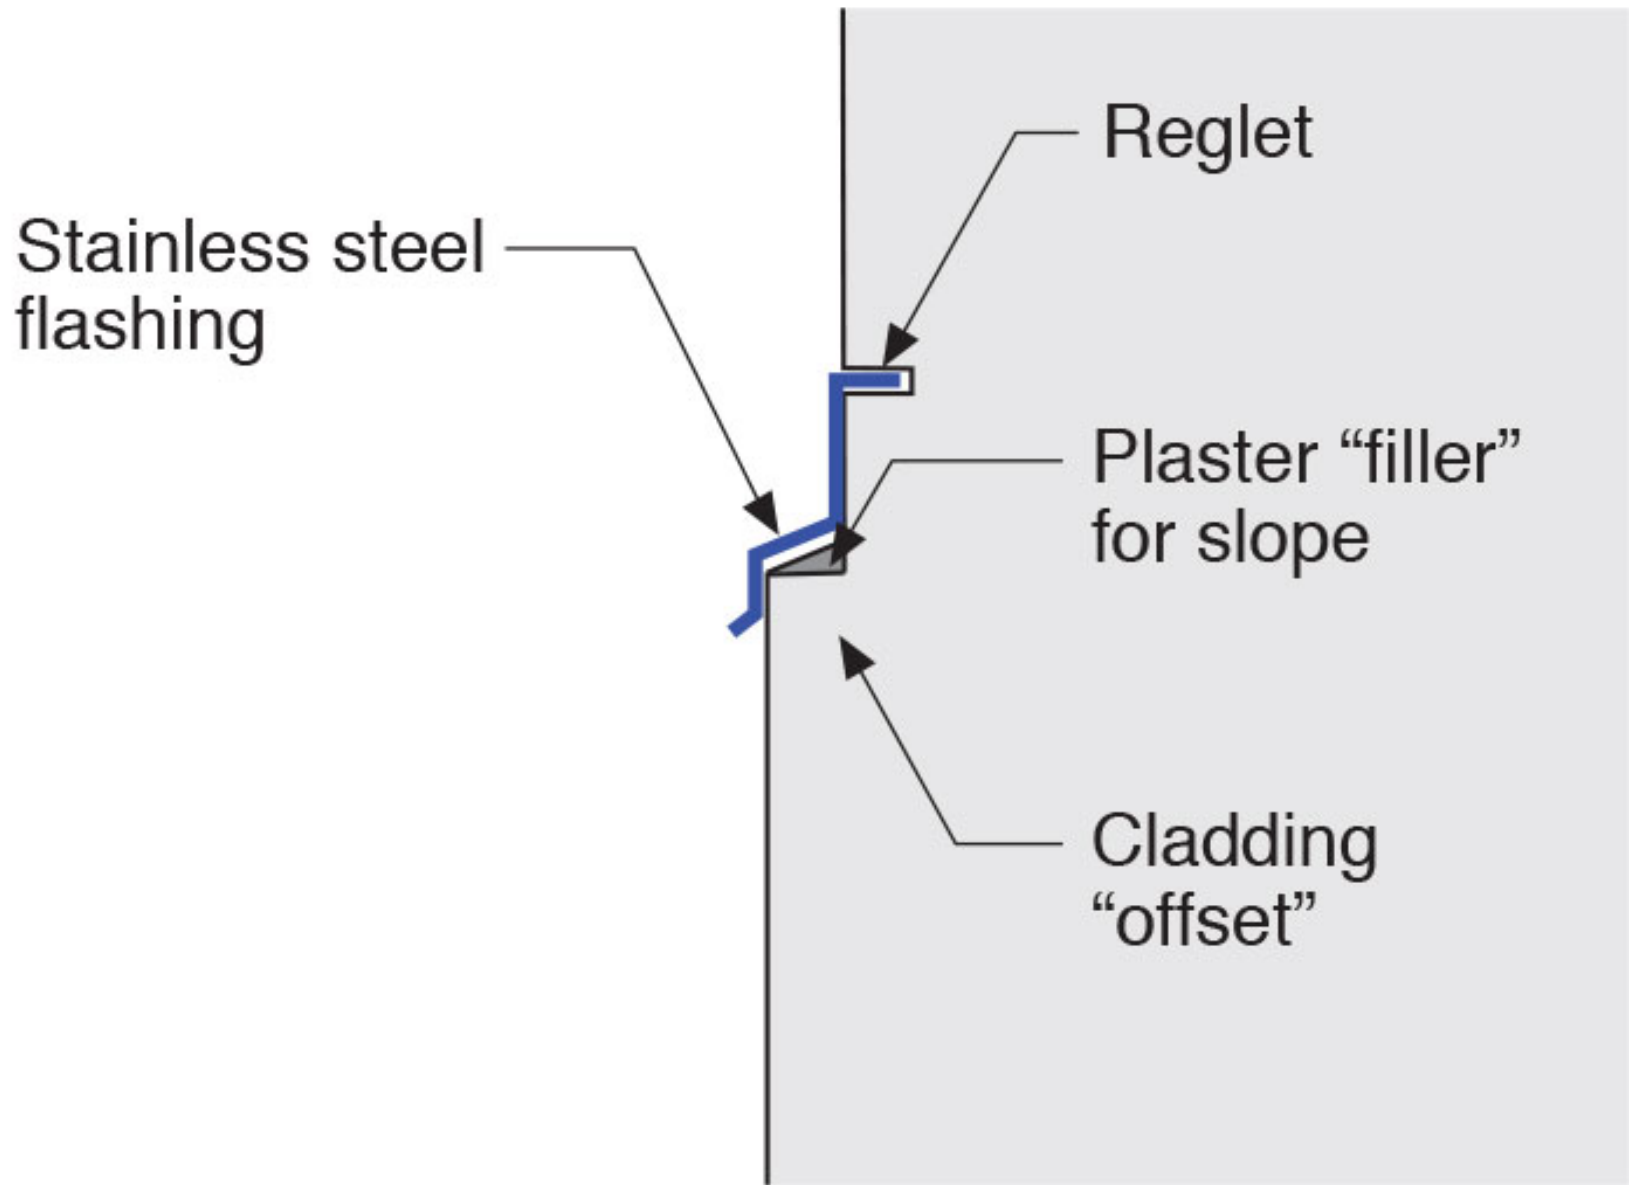 Reglet
Stainless steel
flashing
Plaster “filler”
for slope
Cladding
“offset”